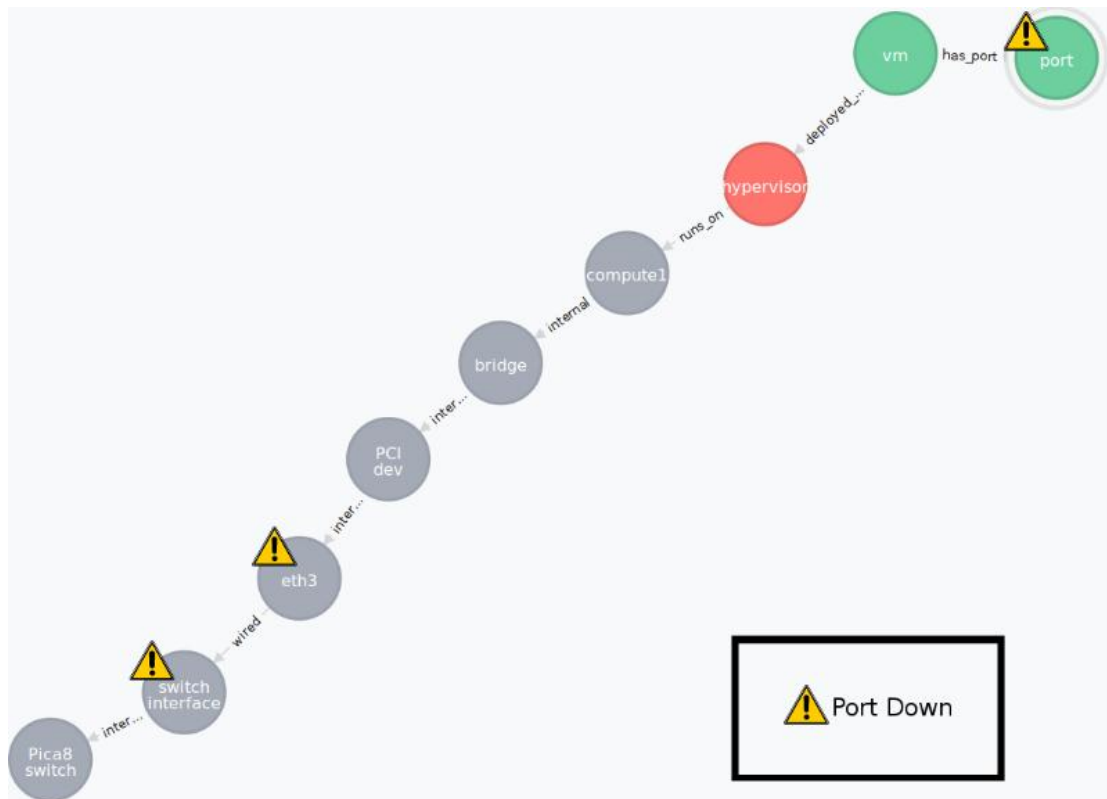 vm
has_port
port
deployed_...
hypervisor
runs_on
compute1
internal
bridge
inter...
PCI
dev
inter...
eth3
wired
switch
interface
inter...
Pica8
switch
Port Down